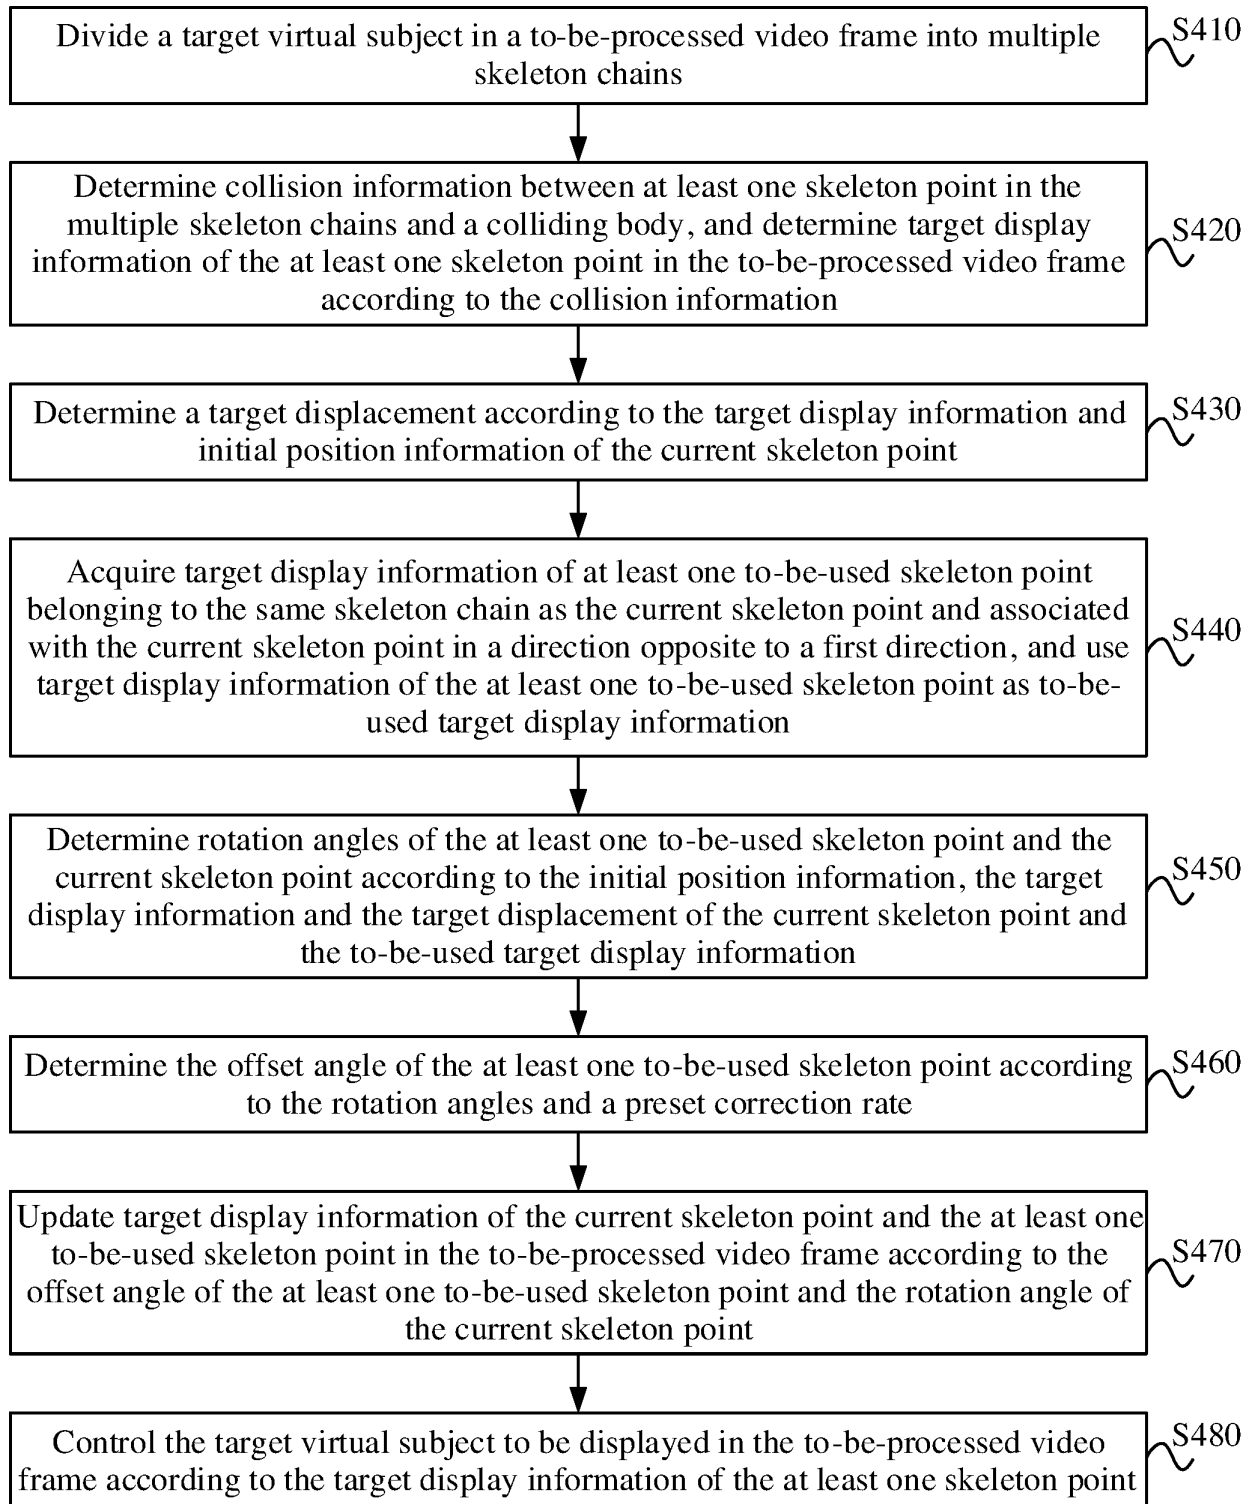 Divide a target virtual subject in a to-be-processed video frame into multiple
skeleton chains
S410
Determine collision information between at least one skeleton point in the
multiple skeleton chains and a colliding body, and determine target display
information of the at least one skeleton point in the to-be-processed video frame
according to the collision information
S420
Determine a target displacement according to the target display information and
initial position information of the current skeleton point
S430
Acquire target display information of at least one to-be-used skeleton point
belonging to the same skeleton chain as the current skeleton point and associated
with the current skeleton point in a direction opposite to a first direction, and use
target display information of the at least one to-be-used skeleton point as to-be-
used target display information
S440
Determine rotation angles of the at least one to-be-used skeleton point and the
current skeleton point according to the initial position information, the target
display information and the target displacement of the current skeleton point and
the to-be-used target display information
S450
Determine the offset angle of the at least one to-be-used skeleton point according
to the rotation angles and a preset correction rate
S460
Update target display information of the current skeleton point and the at least one
to-be-used skeleton point in the to-be-processed video frame according to the
offset angle of the at least one to-be-used skeleton point and the rotation angle of
the current skeleton point
S470
Control the target virtual subject to be displayed in the to-be-processed video
frame according to the target display information of the at least one skeleton point
S480